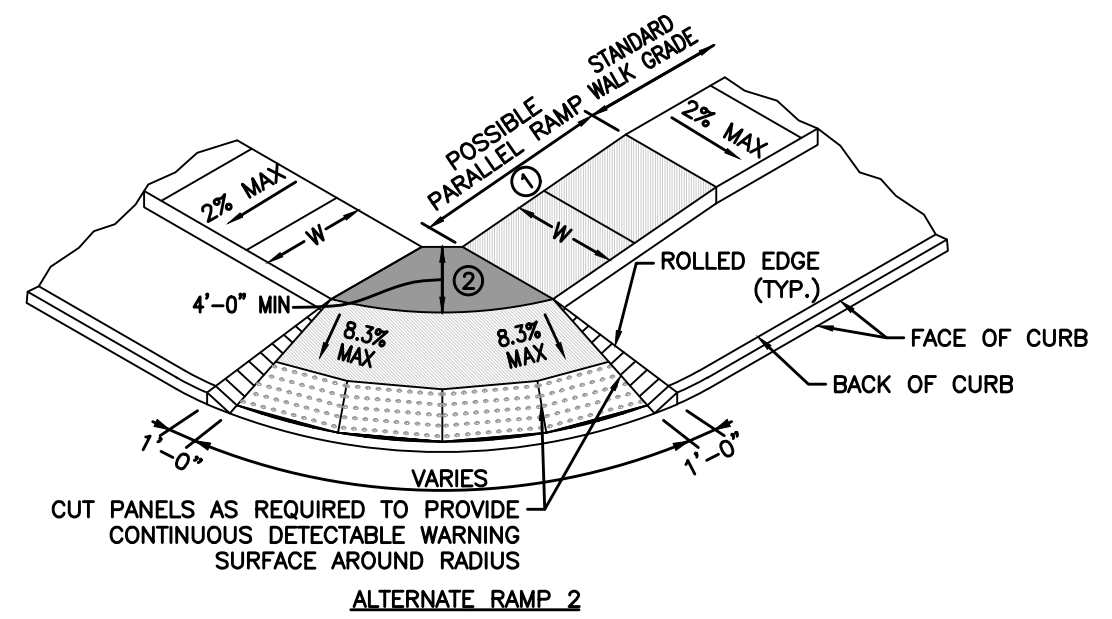 STANDARD
WALK GRADE
POSSIBLE
PARALLEL RAMP
1
2% MAX
2% MAX
W
W
2
4'-0" MIN
ROLLED EDGE
(TYP.)
8.3%
MAX
8.3%
MAX
FACE OF CURB
BACK OF CURB
1'-0"
1'-0"
VARIES
CUT PANELS AS REQUIRED TO PROVIDE
CONTINUOUS DETECTABLE WARNING
SURFACE AROUND RADIUS
ALTERNATE RAMP 2